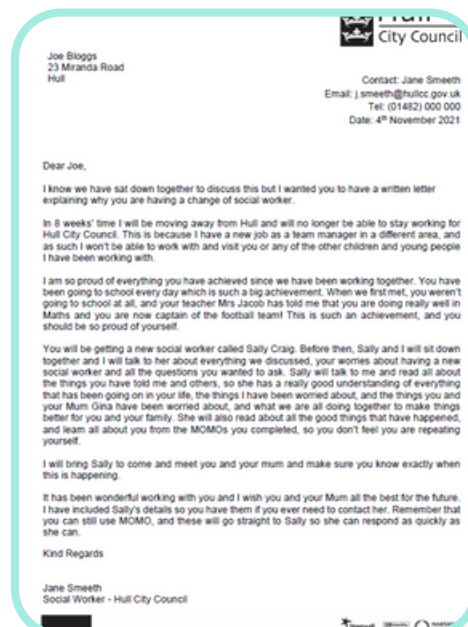 Hull
City Council
Joe Bloggs
23 Miranda Road
Hull
Contact: Jane Smeeth
Email: j.smeeth@hullcc.gov.uk
Tel: (01482) 000 000
Date: 4th November 2021
Dear Joe,
I know we have sat down together to discuss this but I wanted you to have a written letter
explaining why you are having a change of social worker.
In 8 weeks' time I will be moving away from Hull and will no longer be able to stay working for
Hull City Council. This is because I have a new job as a team manager in a different area, and
as such I won't be able to work with and visit you or any of the other children and young people
I have been working with.
I am so proud of everything you have achieved since we have been working together. You have
been going to school every day which is such a big achievement. When we first met, you weren't
going to school at all, and your teacher Mrs Jacob has told me that you are doing really well in
Maths and you are now captain of the football team! This is such an achievement, and you
should be so proud of yourself.
You will be getting a new social worker called Sally Craig. Before then, Sally and I will sit down
together and I will talk to her about everything we discussed, your worries about having a new
social worker and all the questions you wanted to ask. Sally will talk to me and read all about
the things you have told me and others, so she has a really good understanding of everything
that has been going on in your life, the things I have been worried about, and the things you and
your Mum Gina have been worried about, and what we are all doing together to make things
better for you and your family. She will also read about all the good things that have happened,
and learn all about you from the MOMOs you completed, so you don't feel you are repeating
yourself.
I will bring Sally to come and meet you and your mum and make sure you know exactly when
this is happening.
It has been wonderful working with you and I wish you and your Mum all the best for the future.
I have included Sally's details so you have them if you ever need to contact her. Remember that
you can still use MOMO, and these will go straight to Sally so she can respond as quickly as
she can.
Kind Regards
Jane Smeeth
Social Worker - Hull City Council